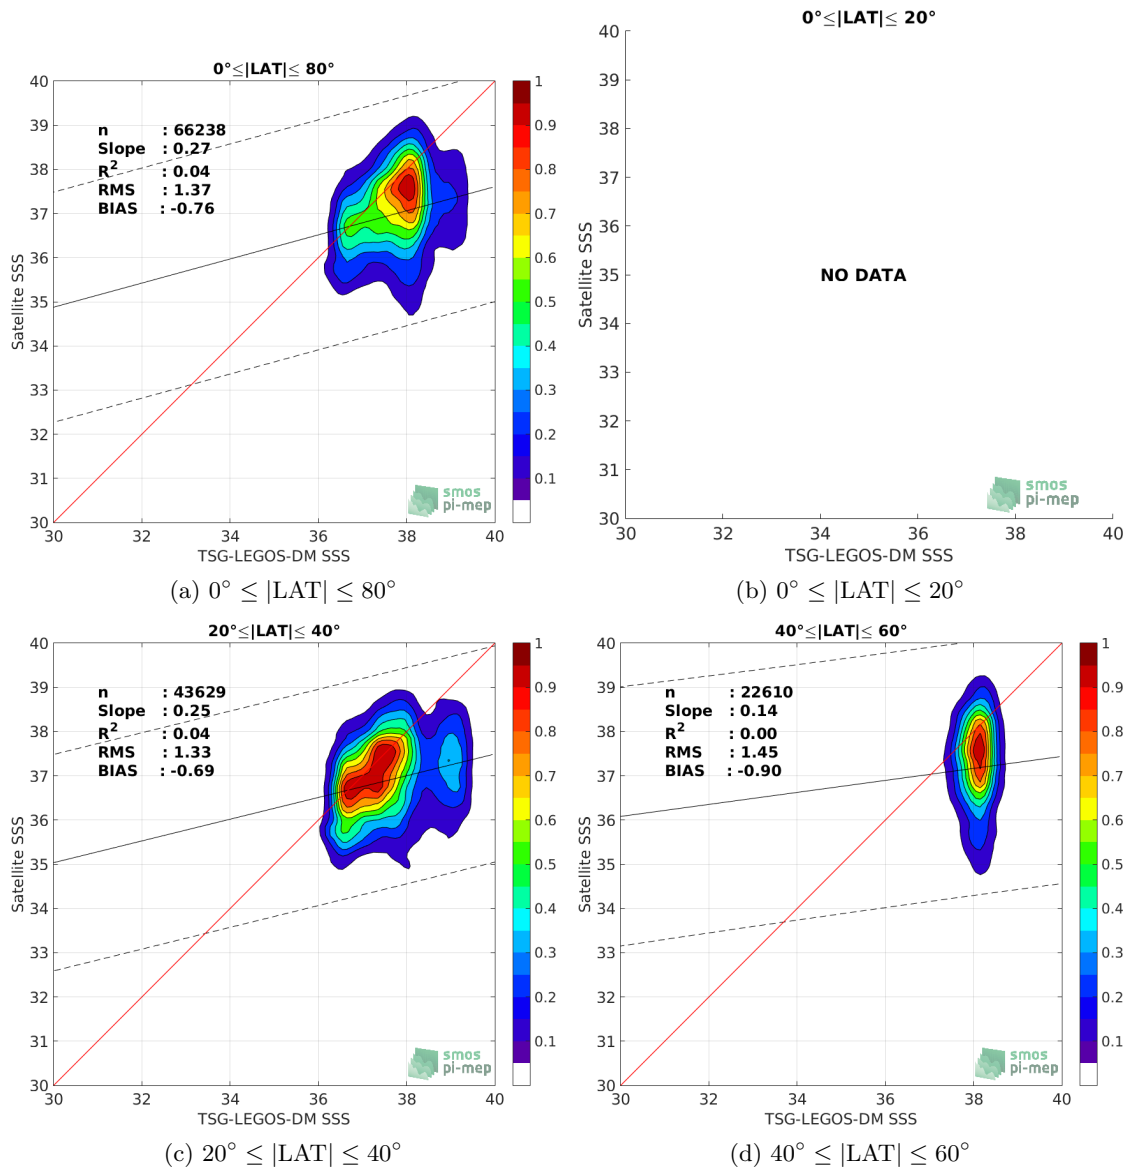 0°≤|LAT|≤ 80°
n : 66238
Slope : 0.27
R² : 0.04
RMS : 1.37
BIAS : -0.76
40
39
38
37
36
35
34
33
32
31
30
Satellite SSS
30 32 34 36 38 40
TSG-LEGOS-DM SSS
1
0.9
0.8
0.7
0.6
0.5
0.4
0.3
0.2
0.1
smos
pi-mep
(a) 0° ≤ |LAT| ≤ 80°
0°≤|LAT|≤ 20°
40
39
38
37
36
35
34
33
32
31
30
Satellite SSS
NO DATA
smos
pi-mep
30 32 34 36 38 40
TSG-LEGOS-DM SSS
(b) 0° ≤ |LAT| ≤ 20°
20°≤|LAT|≤ 40°
n : 43629
Slope : 0.25
R² : 0.04
RMS : 1.33
BIAS : -0.69
40
39
38
37
36
35
34
33
32
31
30
Satellite SSS
30 32 34 36 38 40
TSG-LEGOS-DM SSS
1
0.9
0.8
0.7
0.6
0.5
0.4
0.3
0.2
0.1
smos
pi-mep
(c) 20° ≤ |LAT| ≤ 40°
40°≤|LAT|≤ 60°
n : 22610
Slope : 0.14
R² : 0.00
RMS : 1.45
BIAS : -0.90
40
39
38
37
36
35
34
33
32
31
30
Satellite SSS
30 32 34 36 38 40
TSG-LEGOS-DM SSS
1
0.9
0.8
0.7
0.6
0.5
0.4
0.3
0.2
0.1
smos
pi-mep
(d) 40° ≤ |LAT| ≤ 60°